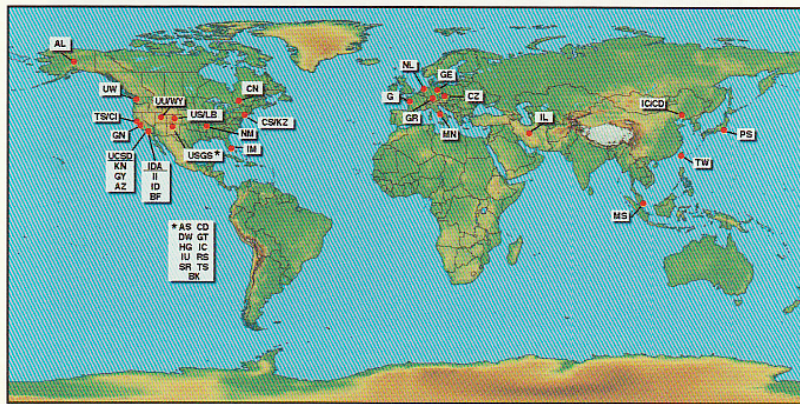 AL
UW
UU/WY
CN
TS/CI
US/LB
CS/KZ
GN
NM
IM
USGS*
UCSD
KN
GY
AZ
IDA
II
ID
BF
*AS CD
DW GT
HG IC
IU RS
SR TS
BK
NL
GE
G
CZ
GR
MN
IL
IC/CD
PS
TW
MS